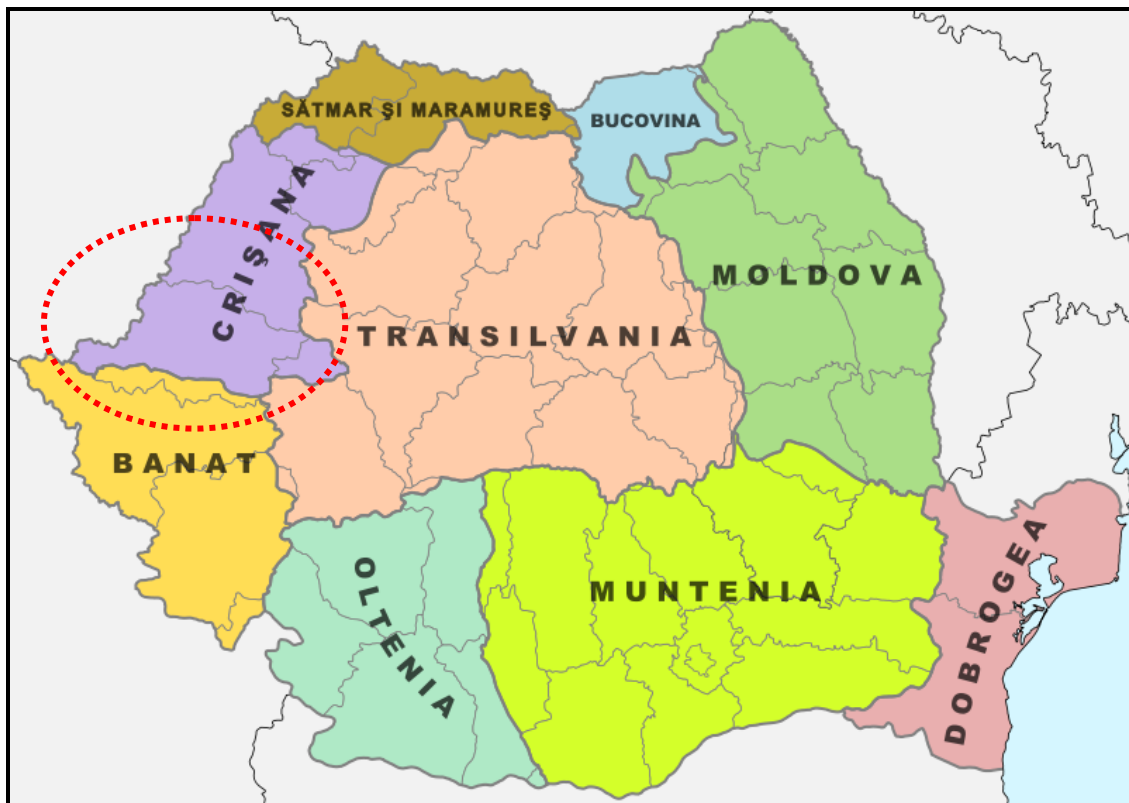 SĂTMAR ŞI MARAMUREŞ
BUCOVINA
CRIŞANA
MOLDOVA
TRANSILVANIA
BANAT
OLTENIA
MUNTENIA
DOBROGEA